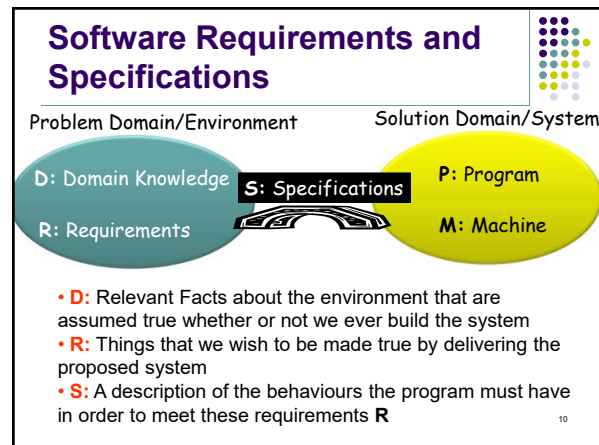 Software Requirements and
Specifications
Problem Domain/Environment
Solution Domain/System
D: Domain Knowledge
R: Requirements
S: Specifications
P: Program
M: Machine
• D: Relevant Facts about the environment that are
assumed true whether or not we ever build the system
• R: Things that we wish to be made true by delivering the
proposed system
• S: A description of the behaviours the program must have
in order to meet these requirements R
10